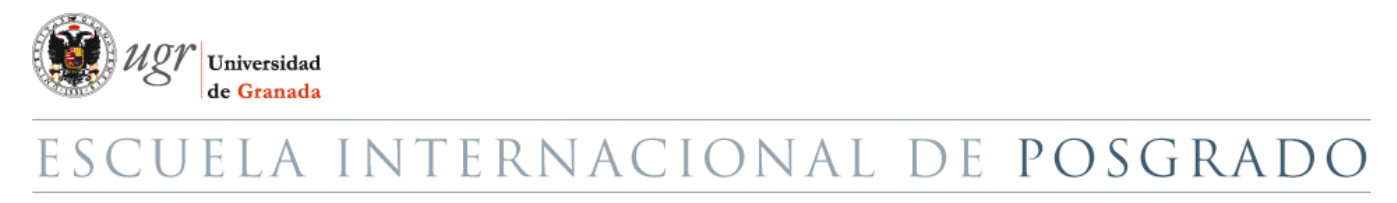 ugr
Universidad
de Granada
ESCUELA INTERNACIONAL DE POSGRADO